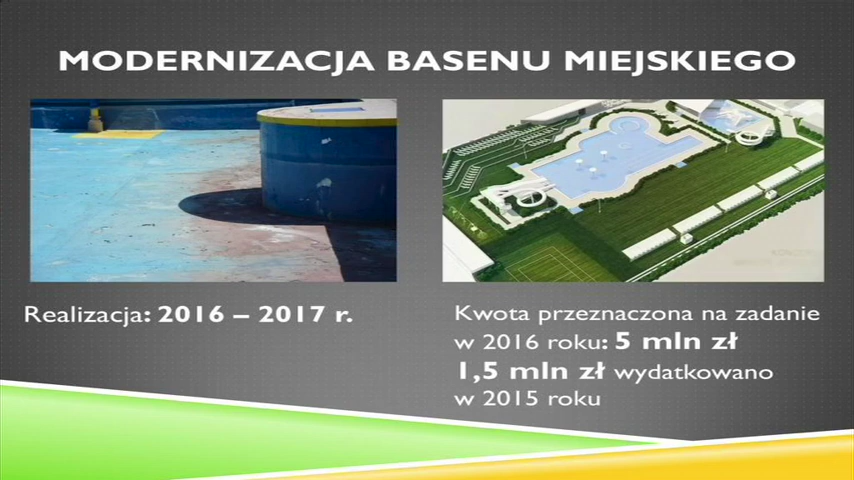 MODERNIZACJA BASENU MIEJSKIEGO
Realizacja: 2016 – 2017 r.
Kwota przeznaczona na zadanie
w 2016 roku: 5 mln zł
1,5 mln zł wydatkowano
w 2015 roku